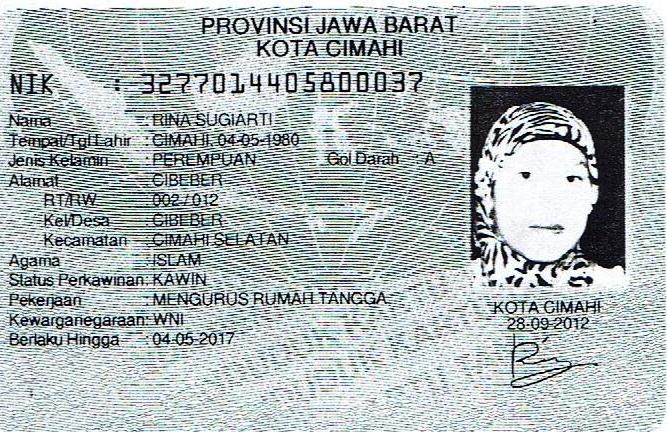 PROVINSI JAWA BARAT
KOTA CIMAHI
NIK : 3277014405800037
Nama : RINA SUGIARTI
Tempat/Tgl Lahir : CIMAHI, 04-05-1980
Jenis Kelamin : PEREMPUAN Gol Darah : A
Alamat : CIBEBER
RT/RW : 002 / 012
Kel/Desa : CIBEBER
Kecamatan : CIMAHI SELATAN
Agama : ISLAM
Status Perkawinan: KAWIN
Pekerjaan : MENGURUS RUMAH TANGGA
Kewarganegaraan: WNI
Berlaku Hingga : 04-05-2017
KOTA CIMAHI
28-09-2012